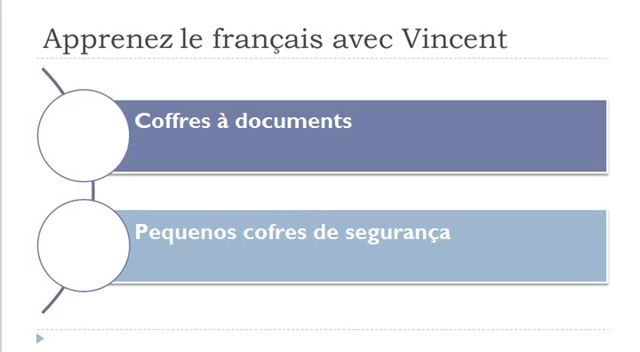 Apprenez le français avec Vincent
Coffres à documents
Pequenos cofres de segurança